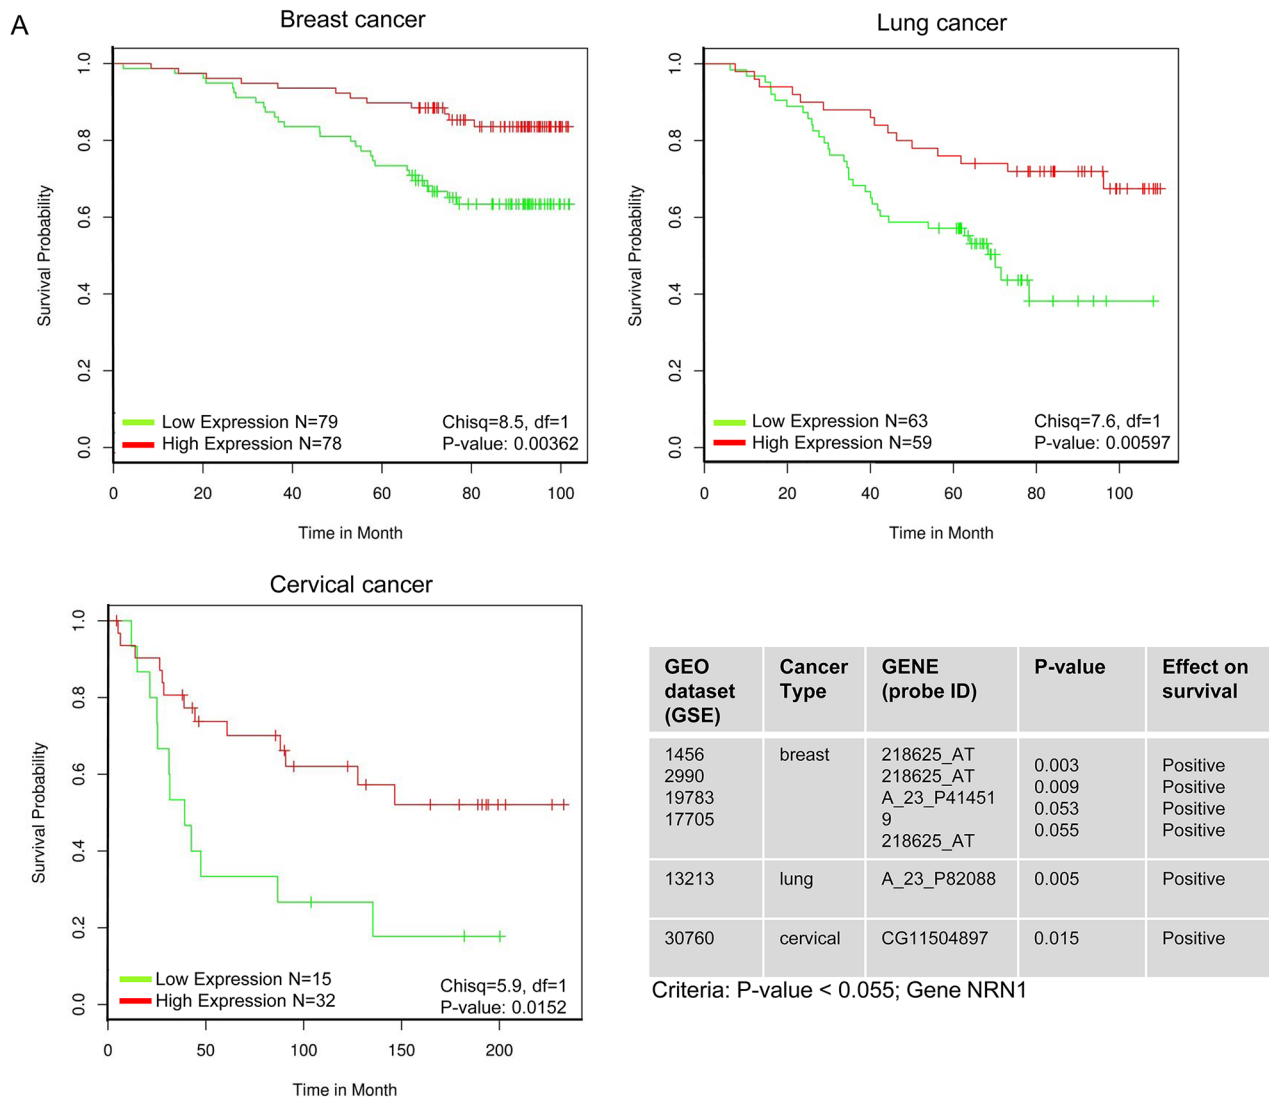 A
Breast cancer
1.0
0.8
0.6
0.4
0.2
0.0
Survival Probability
Low Expression N=79
High Expression N=78
Chisq=8.5, df=1
P-value: 0.00362
0 20 40 60 80 100
Time in Month
Lung cancer
1.0
0.8
0.6
0.4
0.2
0.0
Survival Probability
Low Expression N=63
High Expression N=59
Chisq=7.6, df=1
P-value: 0.00597
0 20 40 60 80 100
Time in Month
Cervical cancer
1.0
0.8
0.6
0.4
0.2
0.0
Survival Probability
Low Expression N=15
High Expression N=32
Chisq=5.9, df=1
P-value: 0.0152
0 50 100 150 200
Time in Month
GEO dataset (GSE) Cancer Type GENE (probe ID) P-value Effect on survival
1456 breast 218625_AT 0.003 Positive
2990 218625_AT 0.009 Positive
19783 A_23_P41451 0.053 Positive
17705 9 0.055 Positive
218625_AT
13213 lung A_23_P82088 0.005 Positive
30760 cervical CG11504897 0.015 Positive
Criteria: P-value < 0.055; Gene NRN1